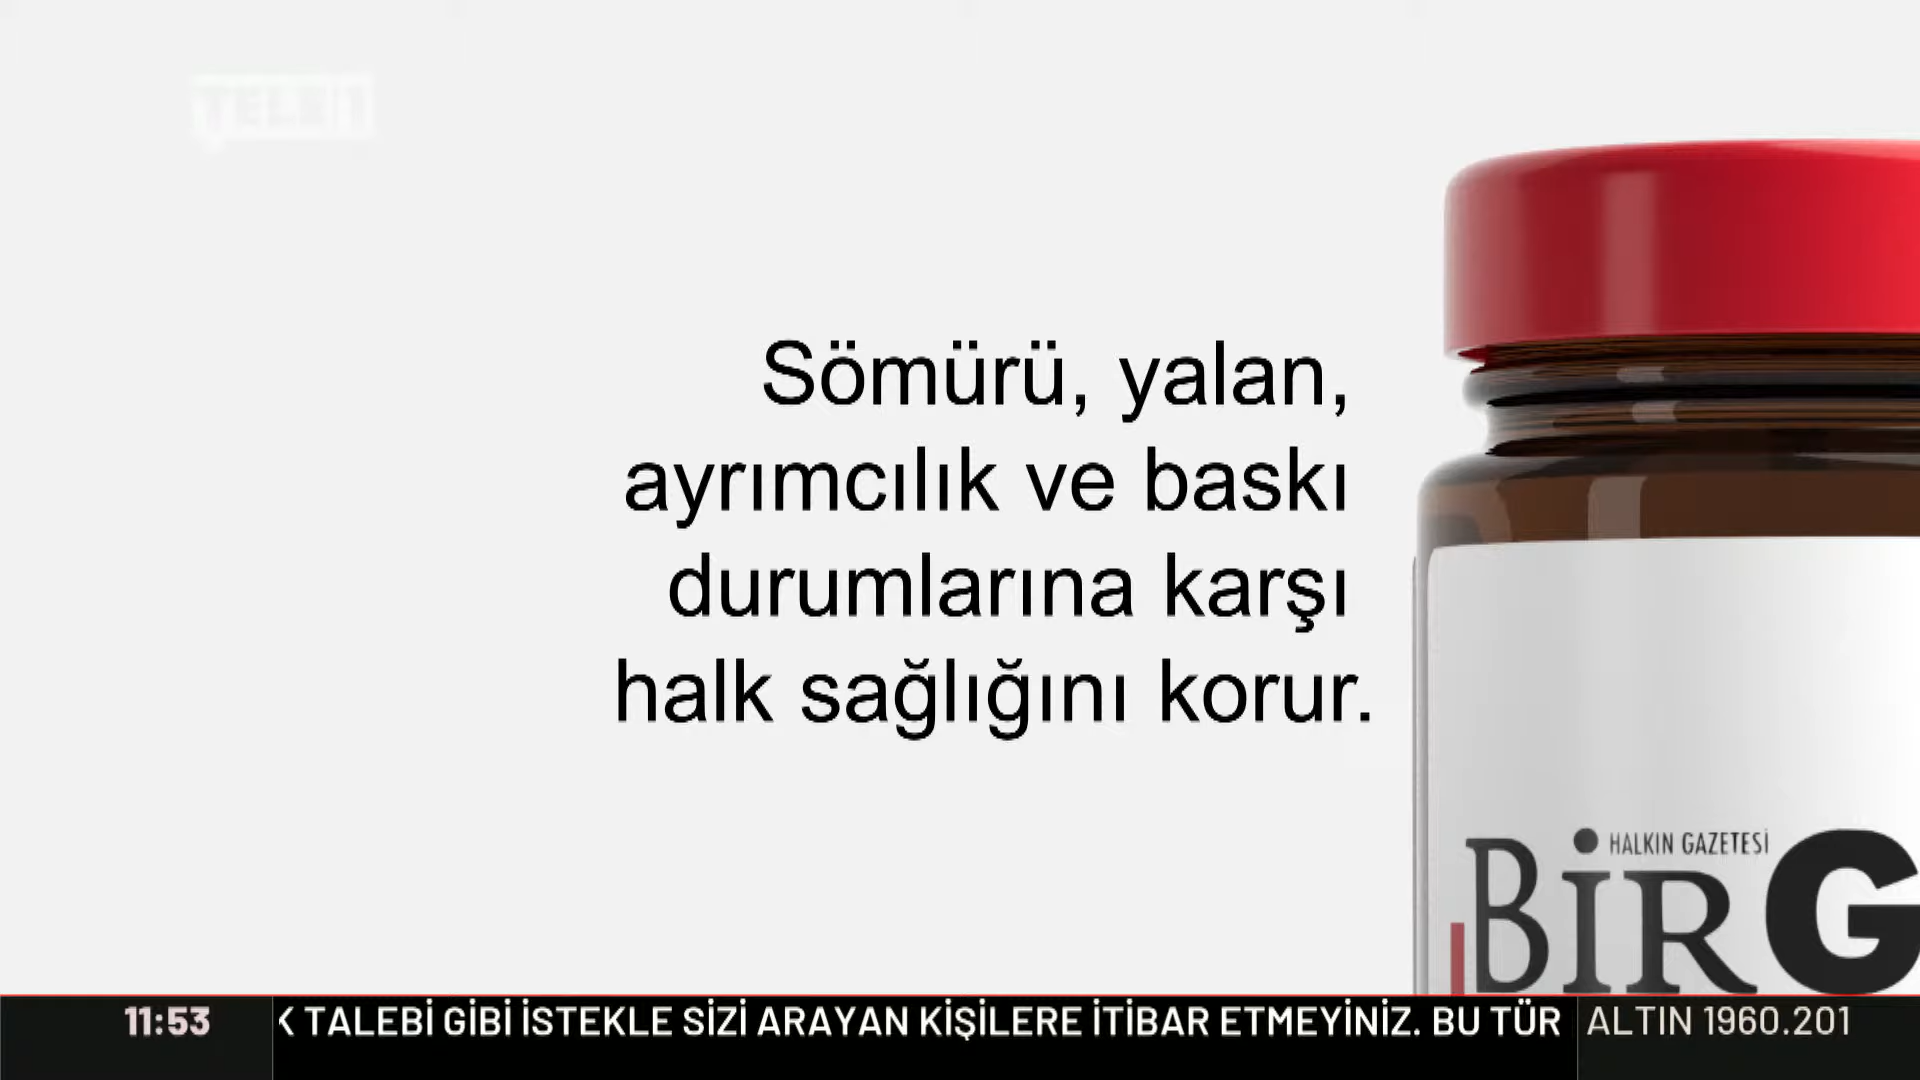 TELE1
Sömürü, yalan,
ayrımcılık ve baskı
durumlarına karşı
halk sağlığını korur.
HALKIN GAZETESİ
BİRG
11:53
K TALEBİ GİBİ İSTEKLE SİZİ ARAYAN KİŞİLERE İTİBAR ETMEYİNİZ. BU TÜR
ALTIN 1960.201